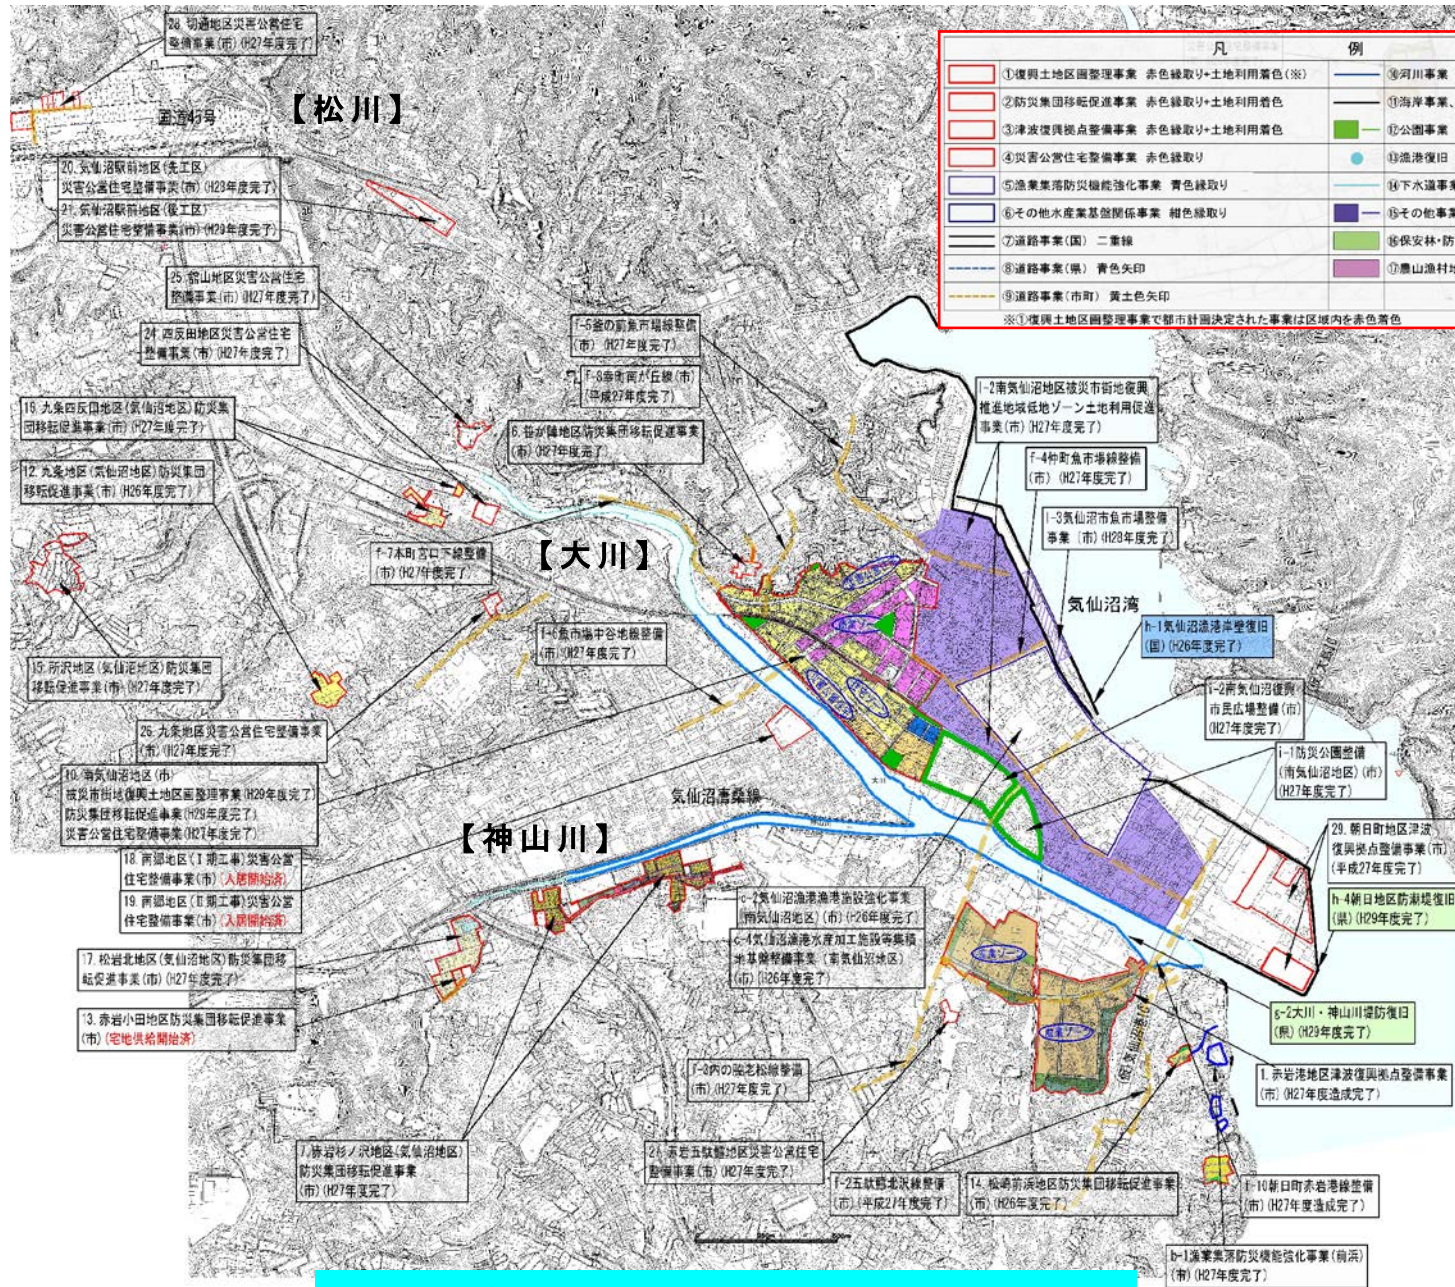 28. 切通地区災害公営住宅
整備事業(市)(H27年度完了)
【松川】
国道45号
20. 気仙沼駅前地区(先工区)
災害公営住宅整備事業(市)(H28年度完了)
21. 気仙沼駅前地区(後工区)
災害公営住宅整備事業(市)(H29年度完了)
25. 舘山地区災害公営住宅
整備事業(市)(H27年度完了)
24. 四反田地区災害公営住宅
整備事業(市)(H27年度完了)
16. 九条四反田地区(気仙沼地区)防災集
団移転促進事業(市)(H27年度完了)
12. 九条地区(気仙沼地区)防災集団
移転促進事業(市)(H26年度完了)
凡 例
①復興土地区画整理事業 赤色縁取り+土地利用着色(※)
②防災集団移転促進事業 赤色縁取り+土地利用着色
③津波復興拠点整備事業 赤色縁取り+土地利用着色
④災害公営住宅整備事業 赤色縁取り
⑤漁業集落防災機能強化事業 青色縁取り
⑥その他水産業基盤関係事業 紺色縁取り
⑦道路事業(国) 二重線
⑧道路事業(県) 青色矢印
⑨道路事業(市町) 黄土色矢印
⑩河川事業、
⑪海岸事業、
⑫公園事業
⑬漁港復旧
⑭下水道事業
⑮その他事業
⑯保安林・防
⑰農山漁村地
※①復興土地区画整理事業で都市計画決定された事業は区域内を赤色着色
f-5釜の前魚市場線整備
(市)(H27年度完了)
f-8幸町南が丘線(市)
(平成27年度完了)
6. 笹が陣地区防災集団移転促進事業
(市)(H27年度完了)
l-2南気仙沼地区被災市街地復興
推進地域低地ゾーン土地利用促進
事業(市)(H27年度完了)
f-4仲町魚市場線整備
(市)(H27年度完了)
l-3気仙沼市魚市場整備
事業(市)(H28年度完了)
気仙沼湾
h-1気仙沼漁港岸壁復旧
(国)(H26年度完了)
i-2南気仙沼復興
市民広場整備(市)
(H27年度完了)
i-1防災公園整備
(南気仙沼地区)(市)
(H27年度完了)
29. 朝日町地区津波
復興拠点整備事業(市)
(平成27年度完了)
h-4朝日地区防潮堤復旧
(県)(H29年度完了)
g-2大川・神山川堤防復旧
(県)(H29年度完了)
1. 赤岩港地区津波復興拠点整備事業
(市)(H27年度造成完了)
f-7本町宮口下線整備
(市)(H27年度完了)
【大川】
f-6魚市場中谷地線整備
(市)(H27年度完了)
15. 所沢地区(気仙沼地区)防災集団
移転促進事業(市)(H27年度完了)
26. 九条地区災害公営住宅整備事業
(市)(H27年度完了)
10. 南気仙沼地区(市)
被災市街地復興土地区画整理事業(H29年度完了)
防災集団移転促進事業(H29年度完了)
災害公営住宅整備事業(H27年度完了)
大川
気仙沼唐桑線
【神山川】
神山川
18. 南郷地区(Ⅰ期工事)災害公営
住宅整備事業(市)(入居開始済)
19. 南郷地区(Ⅱ期工事)災害公営
住宅整備事業(市)(入居開始済)
17. 松岩北地区(気仙沼地区)防災集団移
転促進事業(市)(H27年度完了)
13. 赤岩小田地区防災集団移転促進事業
(市)(宅地供給開始済)
c-2気仙沼漁港漁港施設強化事業
(南気仙沼地区)(市)(H26年度完了)
c-4気仙沼漁港水産加工施設等集積
地基盤整備事業(南気仙沼地区)
(市)(H26年度完了)
産業ゾーン
産業ゾーン
産業ゾーン
f-3内の脇老松線整備
(市)(H27年度完了)
7. 赤岩杉ノ沢地区(気仙沼地区)
防災集団移転促進事業
(市)(H27年度完了)
27. 赤岩五駄鱈地区災害公営住宅
整備事業(市)(H27年度完了)
f-2五駄鱈北沢線整備
(市)(平成27年度完了)
14. 松崎前浜地区防災集団移転促進事業
(市)(H26年度完了)
f-10朝日町赤岩港線整備
(市)(H27年度造成完了)
b-1漁業集落防災機能強化事業(前浜)
(市)(H27年度完了)